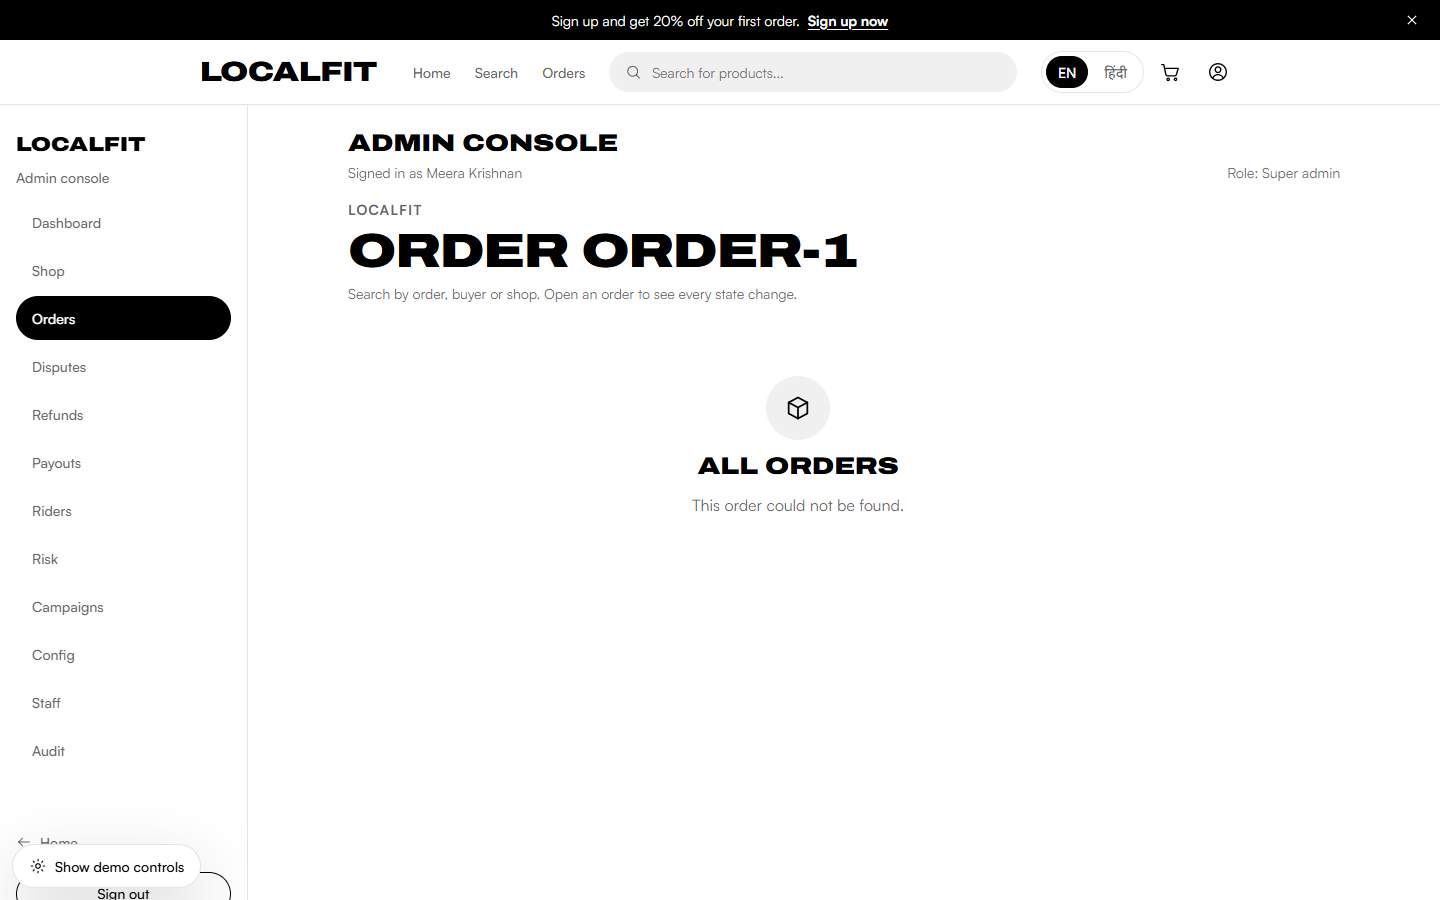 Sign up and get 20% off your first order. Sign up now
LOCALFIT
Home
Search
Orders
Search for products...
EN
हिंदी
LOCALFIT
Admin console
Dashboard
Shop
Orders
Disputes
Refunds
Payouts
Riders
Risk
Campaigns
Config
Staff
Audit
Home
Show demo controls
Sign out
ADMIN CONSOLE
Signed in as Meera Krishnan
Role: Super admin
LOCALFIT
ORDER ORDER-1
Search by order, buyer or shop. Open an order to see every state change.
ALL ORDERS
This order could not be found.